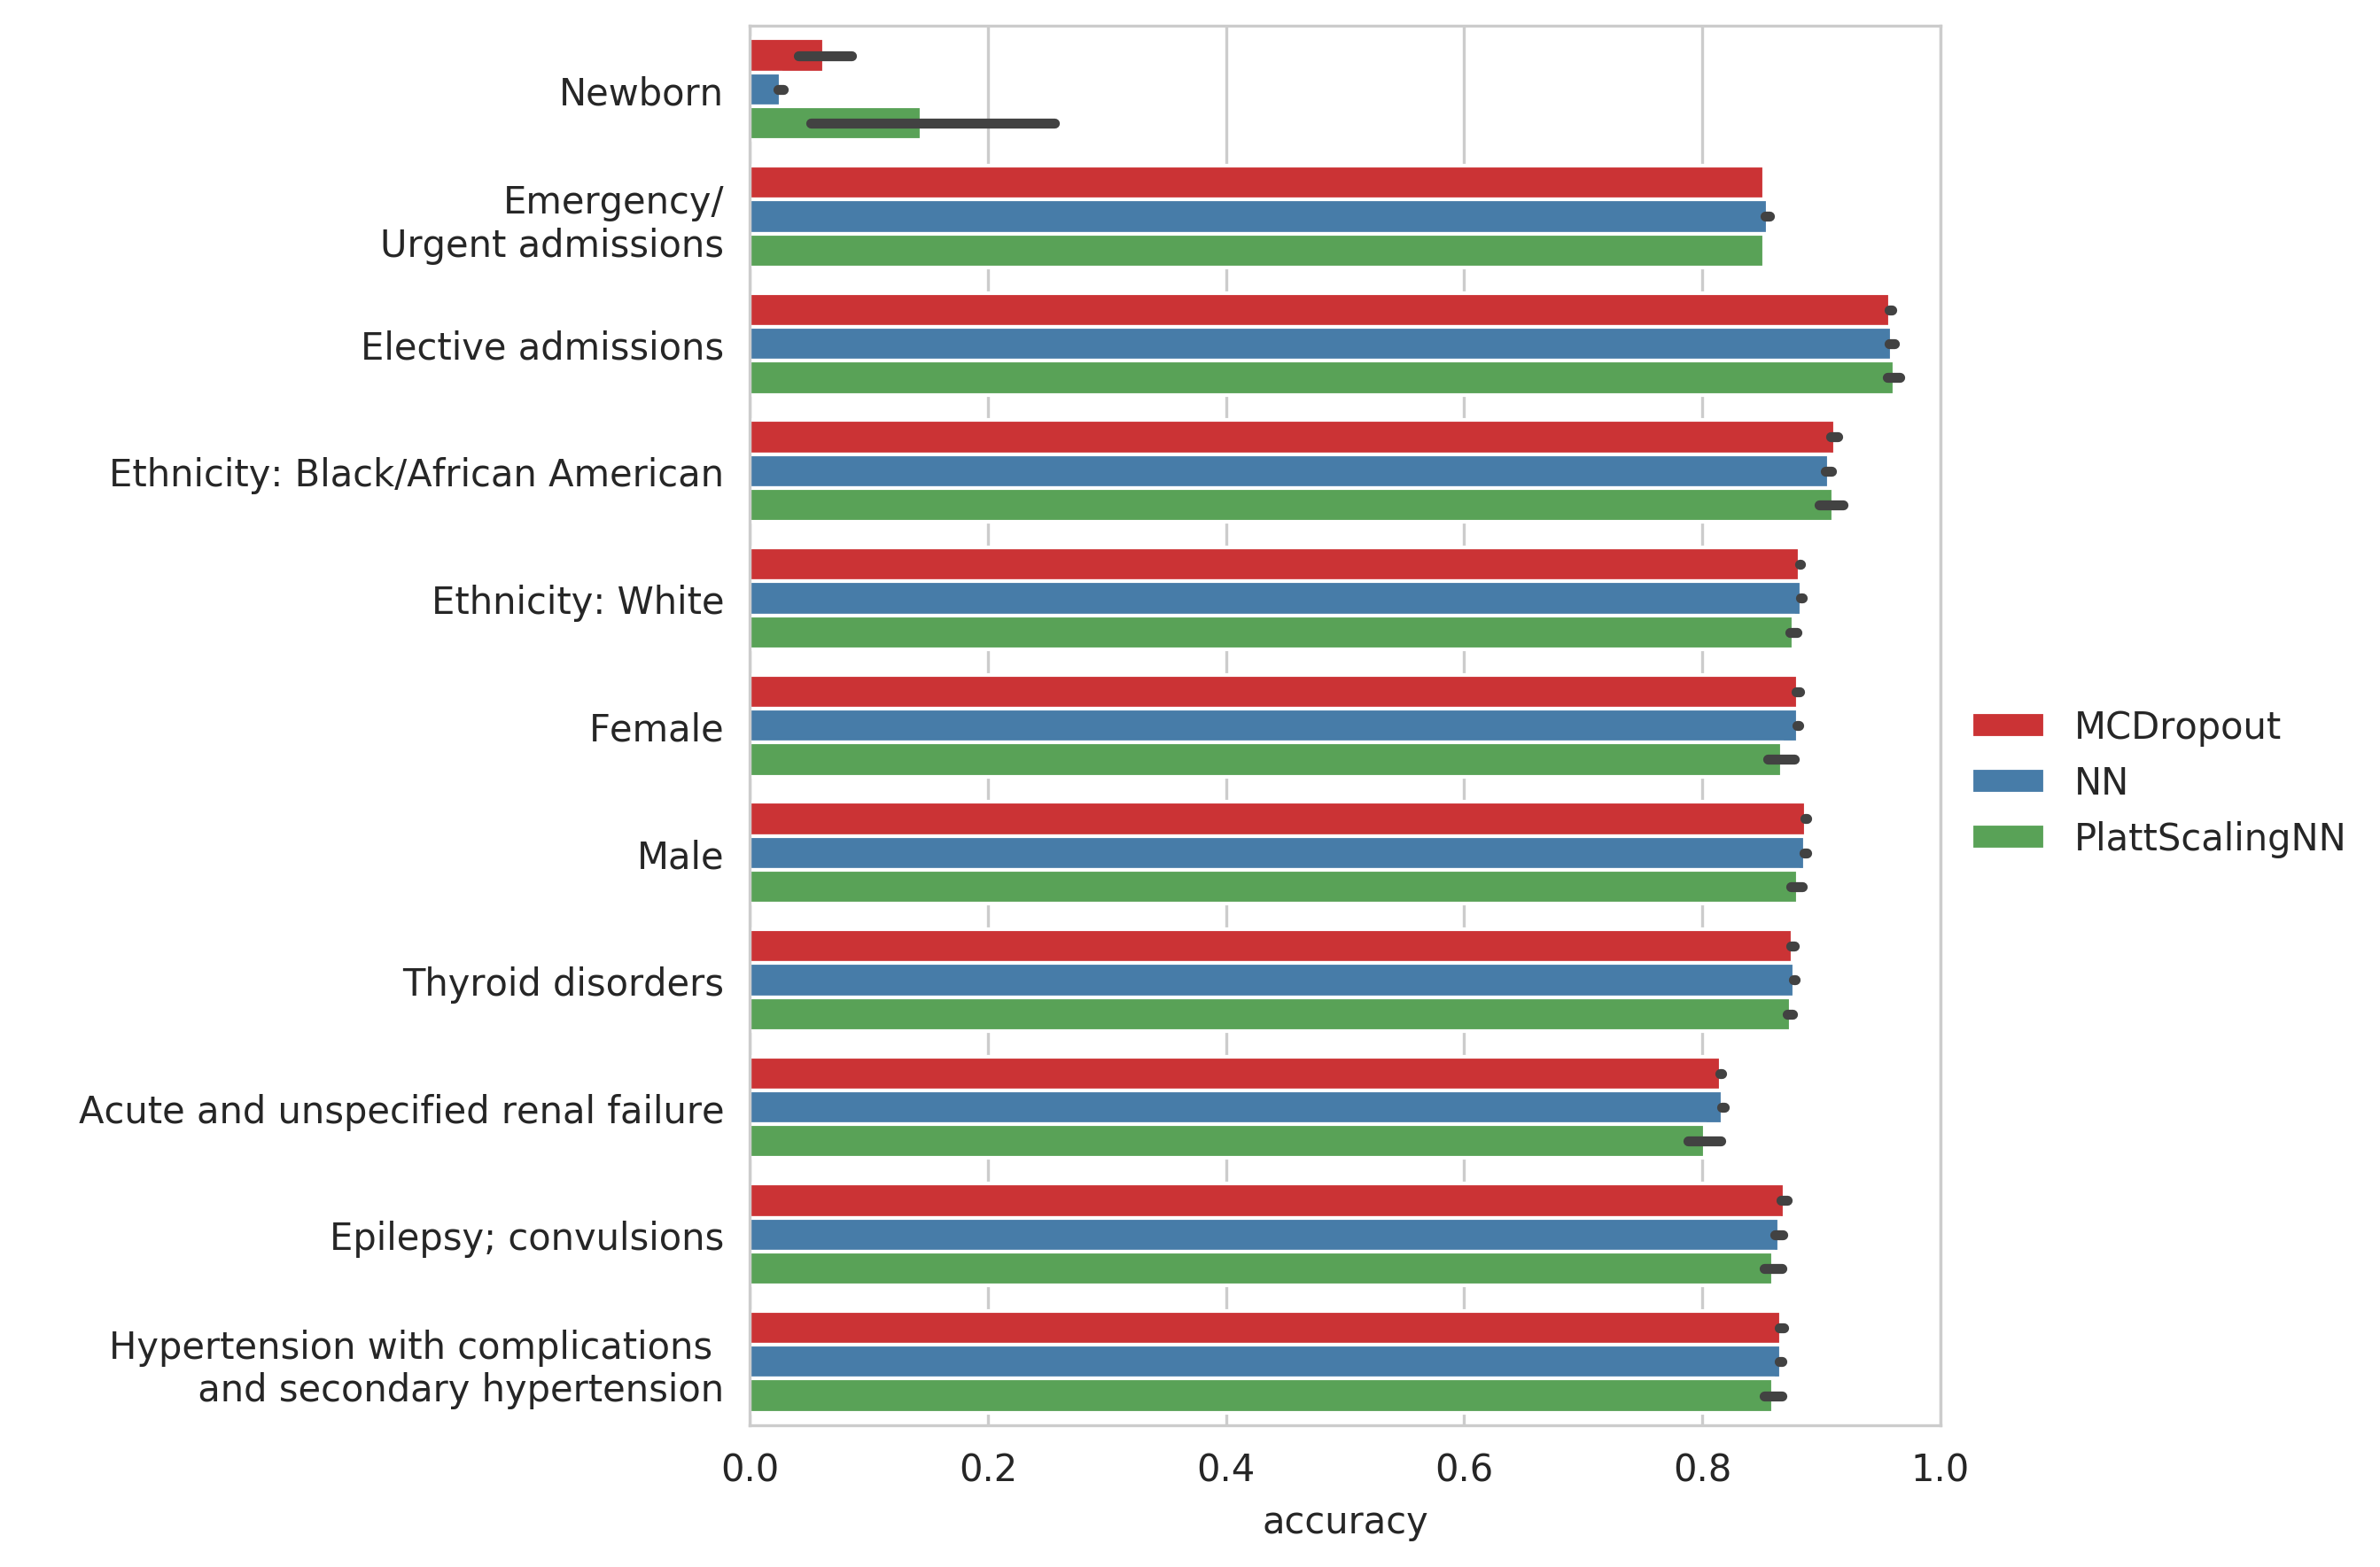 Newborn
Emergency/
Urgent admissions
Elective admissions
Ethnicity: Black/African American
Ethnicity: White
Female
Male
Thyroid disorders
Acute and unspecified renal failure
Epilepsy; convulsions
Hypertension with complications
and secondary hypertension
0.0 0.2 0.4 0.6 0.8 1.0
accuracy
MCDropout
NN
PlattScalingNN